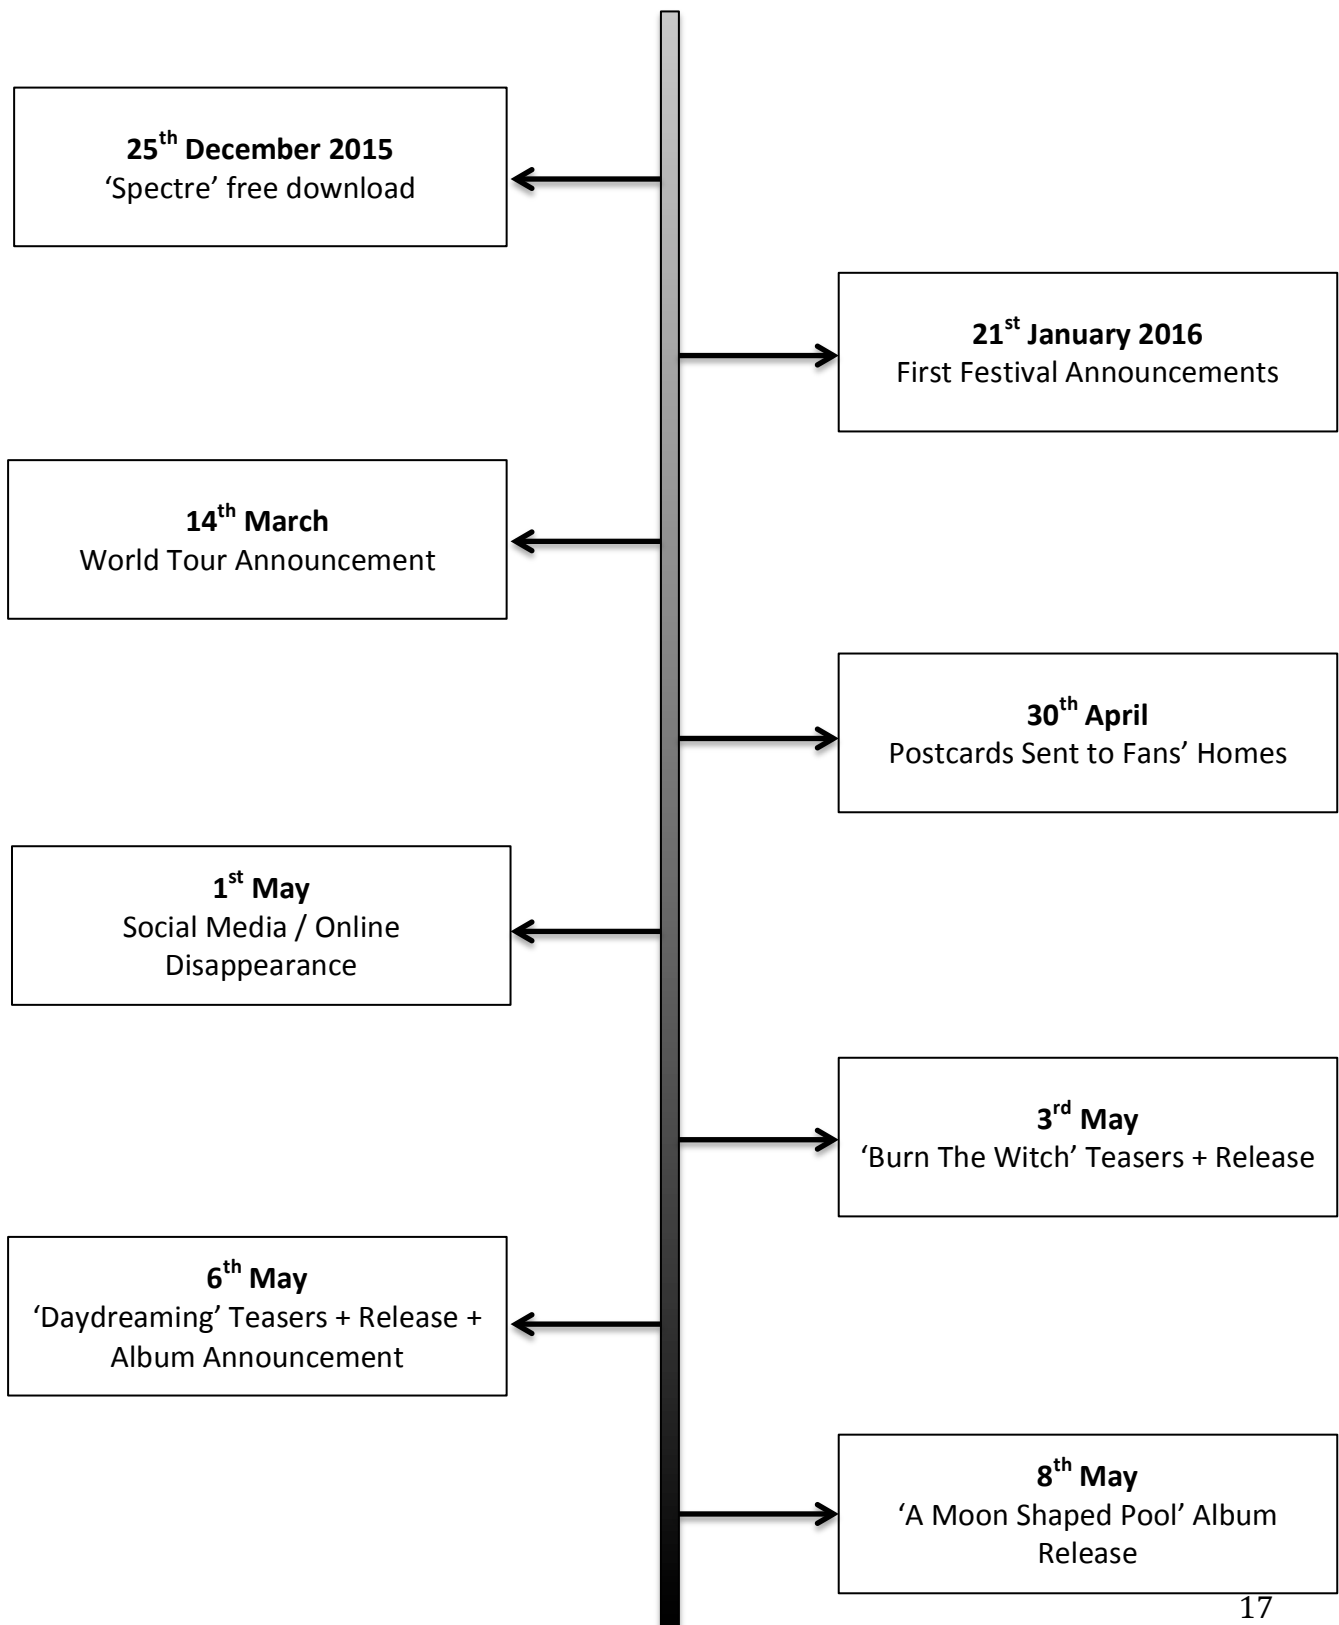 25th December 2015
‘Spectre’ free download
21st January 2016
First Festival Announcements
14th March
World Tour Announcement
30th April
Postcards Sent to Fans’ Homes
1st May
Social Media / Online
Disappearance
3rd May
‘Burn The Witch’ Teasers + Release
6th May
‘Daydreaming’ Teasers + Release +
Album Announcement
8th May
‘A Moon Shaped Pool’ Album
Release
17